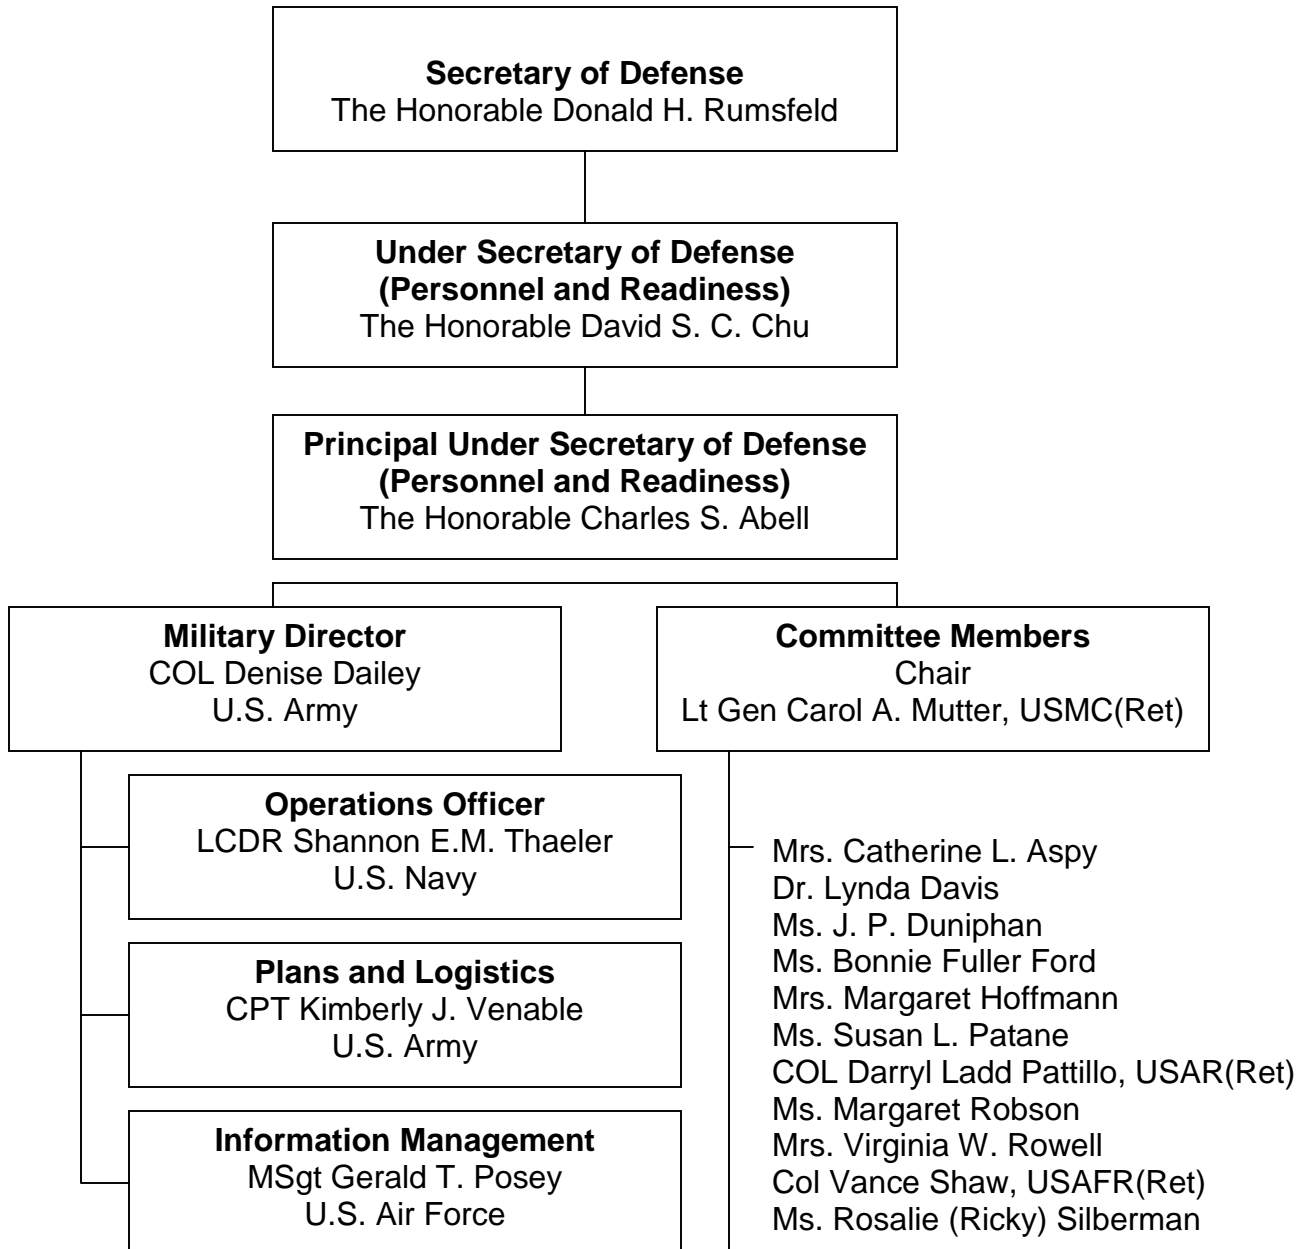 Secretary of Defense
The Honorable Donald H. Rumsfeld
Under Secretary of Defense
(Personnel and Readiness)
The Honorable David S. C. Chu
Principal Under Secretary of Defense
(Personnel and Readiness)
The Honorable Charles S. Abell
Military Director
COL Denise Dailey
U.S. Army
Committee Members
Chair
Lt Gen Carol A. Mutter, USMC(Ret)
Operations Officer
LCDR Shannon E.M. Thaeler
U.S. Navy
Plans and Logistics
CPT Kimberly J. Venable
U.S. Army
Information Management
MSgt Gerald T. Posey
U.S. Air Force
Mrs. Catherine L. Aspy
Dr. Lynda Davis
Ms. J. P. Duniphan
Ms. Bonnie Fuller Ford
Mrs. Margaret Hoffmann
Ms. Susan L. Patane
COL Darryl Ladd Pattillo, USAR(Ret)
Ms. Margaret Robson
Mrs. Virginia W. Rowell
Col Vance Shaw, USAFR(Ret)
Ms. Rosalie (Ricky) Silberman